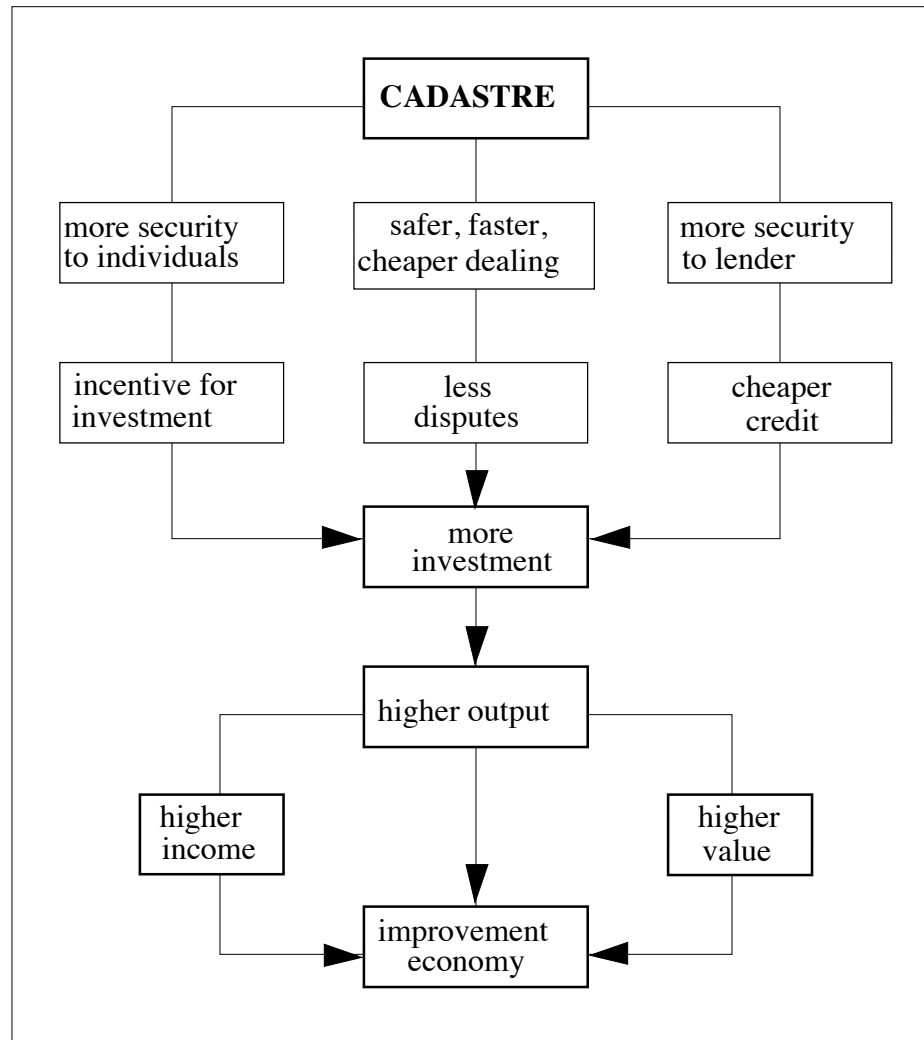 CADASTRE
more security
to individuals
safer, faster,
cheaper dealing
more security
to lender
incentive for
investment
less
disputes
cheaper
credit
more
investment
higher output
higher
income
higher
value
improvement
economy